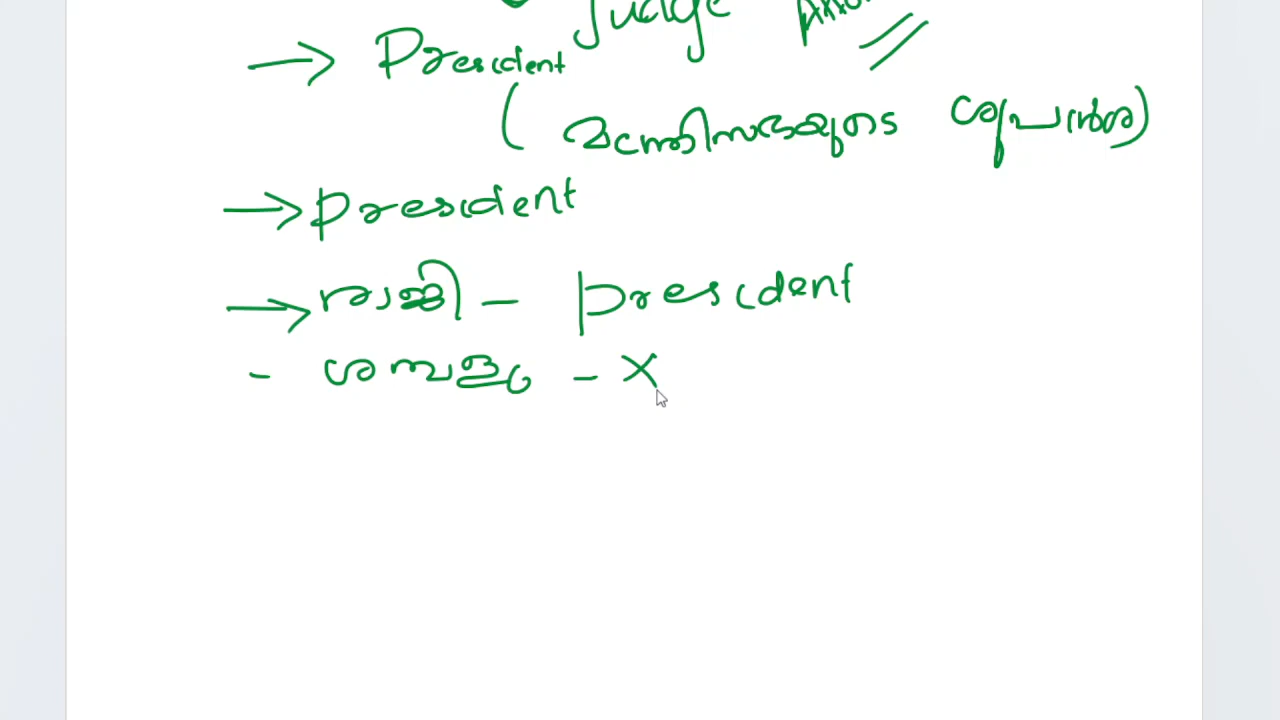 Judge
→ President
(മന്ത്രിസഭയുടെ ശുപാർശ)
→ President
→ രാജി - President
- ശമ്പളം - X